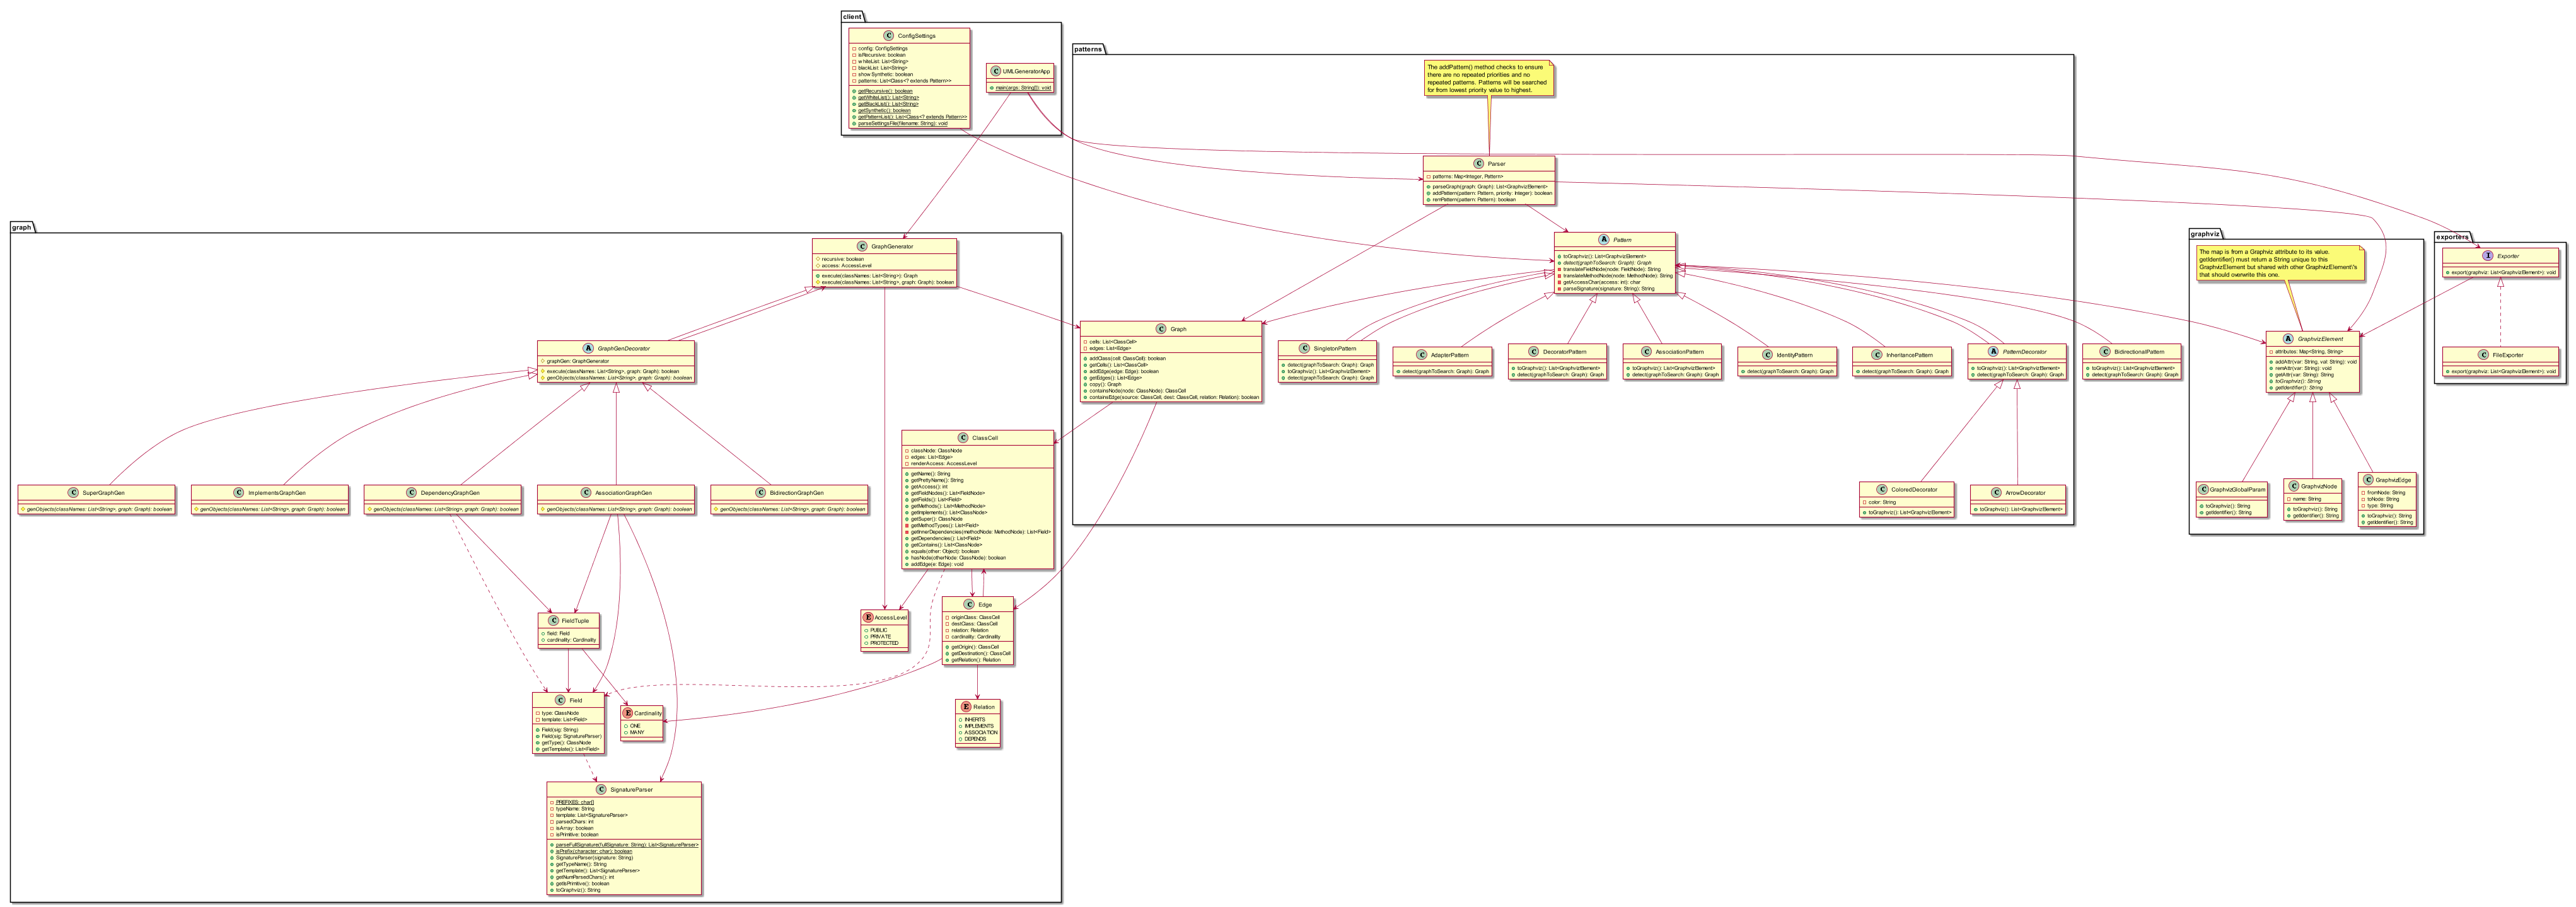 client
ConfigSettings
config: ConfigSettings
isRecursive: boolean
whiteList: List<String>
blackList: List<String>
showSynthetic: boolean
patterns: List<Class<? extends Pattern>>
getRecursive(): boolean
getWhiteList(): List<String>
getBlackList(): List<String>
getSynthetic(): boolean
getPatternList(): List<Class<? extends Pattern>>
parseSettingsFile(filename: String): void
UMLGeneratorApp
main(args: String[]): void
patterns
The addPattern() method checks to ensure
there are no repeated priorities and no
repeated patterns. Patterns will be searched
for from lowest priority value to highest.
Parser
patterns: Map<Integer, Pattern>
parseGraph(graph: Graph): List<GraphvizElement>
addPattern(pattern: Pattern, priority: Integer): boolean
remPattern(pattern: Pattern): boolean
Pattern
toGraphviz(): List<GraphvizElement>
detect(graphToSearch: Graph): Graph
translateFieldNode(node: FieldNode): String
translateMethodNode(node: MethodNode): String
getAccessChar(access: int): char
parseSignature(signature: String): String
Graph
cells: List<ClassCell>
edges: List<Edge>
addClass(cell: ClassCell): boolean
getCells(): List<ClassCell>
addEdge(edge: Edge): boolean
getEdges(): List<Edge>
copy(): Graph
containsNode(node: ClassNode): ClassCell
containsEdge(source: ClassCell, dest: ClassCell, relation: Relation): boolean
SingletonPattern
detect(graphToSearch: Graph): Graph
toGraphviz(): List<GraphvizElement>
detect(graphToSearch: Graph): Graph
AdapterPattern
detect(graphToSearch: Graph): Graph
DecoratorPattern
toGraphviz(): List<GraphvizElement>
detect(graphToSearch: Graph): Graph
AssociationPattern
toGraphviz(): List<GraphvizElement>
detect(graphToSearch: Graph): Graph
IdentityPattern
detect(graphToSearch: Graph): Graph
InheritancePattern
detect(graphToSearch: Graph): Graph
PatternDecorator
toGraphviz(): List<GraphvizElement>
detect(graphToSearch: Graph): Graph
BidirectionalPattern
toGraphviz(): List<GraphvizElement>
detect(graphToSearch: Graph): Graph
ColoredDecorator
color: String
toGraphviz(): List<GraphvizElement>
ArrowDecorator
toGraphviz(): List<GraphvizElement>
graphviz
The map is from a Graphviz attribute to its value.
getIdentifier() must return a String unique to this
GraphvizElement but shared with other GraphvizElement\'s
that should overwrite this one.
GraphvizElement
attributes: Map<String, String>
addAttr(var: String, val: String): void
remAttr(var: String): void
getAttr(var: String): String
toGraphviz(): String
getIdentifier(): String
GraphvizGlobalParam
toGraphviz(): String
getIdentifier(): String
GraphvizNode
name: String
toGraphviz(): String
getIdentifier(): String
GraphvizEdge
fromNode: String
toNode: String
type: String
toGraphviz(): String
getIdentifier(): String
exporters
Exporter
export(graphviz: List<GraphvizElement>): void
FileExporter
export(graphviz: List<GraphvizElement>): void
graph
GraphGenerator
recursive: boolean
access: AccessLevel
execute(classNames: List<String>): Graph
execute(classNames: List<String>, graph: Graph): boolean
GraphGenDecorator
graphGen: GraphGenerator
execute(classNames: List<String>, graph: Graph): boolean
genObjects(classNames: List<String>, graph: Graph): boolean
SuperGraphGen
genObjects(classNames: List<String>, graph: Graph): boolean
ImplementsGraphGen
genObjects(classNames: List<String>, graph: Graph): boolean
DependencyGraphGen
genObjects(classNames: List<String>, graph: Graph): boolean
AssociationGraphGen
genObjects(classNames: List<String>, graph: Graph): boolean
BidirectionGraphGen
genObjects(classNames: List<String>, graph: Graph): boolean
ClassCell
classNode: ClassNode
edges: List<Edge>
renderAccess: AccessLevel
getName(): String
getPrettyName(): String
getAccess(): int
getFieldNodes(): List<FieldNode>
getFields(): List<Field>
getMethods(): List<MethodNode>
getImplements(): List<ClassNode>
getSuper(): ClassNode
getMethodTypes(): List<Field>
getInnerDependencies(methodNode: MethodNode): List<Field>
getDependencies(): List<Field>
getContains(): List<ClassNode>
equals(other: Object): boolean
hasNode(otherNode: ClassNode): boolean
addEdge(e: Edge): void
FieldTuple
field: Field
cardinality: Cardinality
AccessLevel
PUBLIC
PRIVATE
PROTECTED
Edge
originClass: ClassCell
destClass: ClassCell
relation: Relation
cardinality: Cardinality
getOrigin(): ClassCell
getDestination(): ClassCell
getRelation(): Relation
Field
type: ClassNode
template: List<Field>
Field(sig: String)
Field(sig: SignatureParser)
getType(): ClassNode
getTemplate(): List<Field>
Cardinality
ONE
MANY
Relation
INHERITS
IMPLEMENTS
ASSOCIATION
DEPENDS
SignatureParser
PREFIXES: char[]
typeName: String
template: List<SignatureParser>
parsedChars: int
isArray: boolean
isPrimitive: boolean
parseFullSignature(fullSignature: String): List<SignatureParser>
isPrefix(character: char): boolean
SignatureParser(signature: String)
getTypeName(): String
getTemplate(): List<SignatureParser>
getNumParsedChars(): int
getIsPrimitive(): boolean
toGraphviz(): String